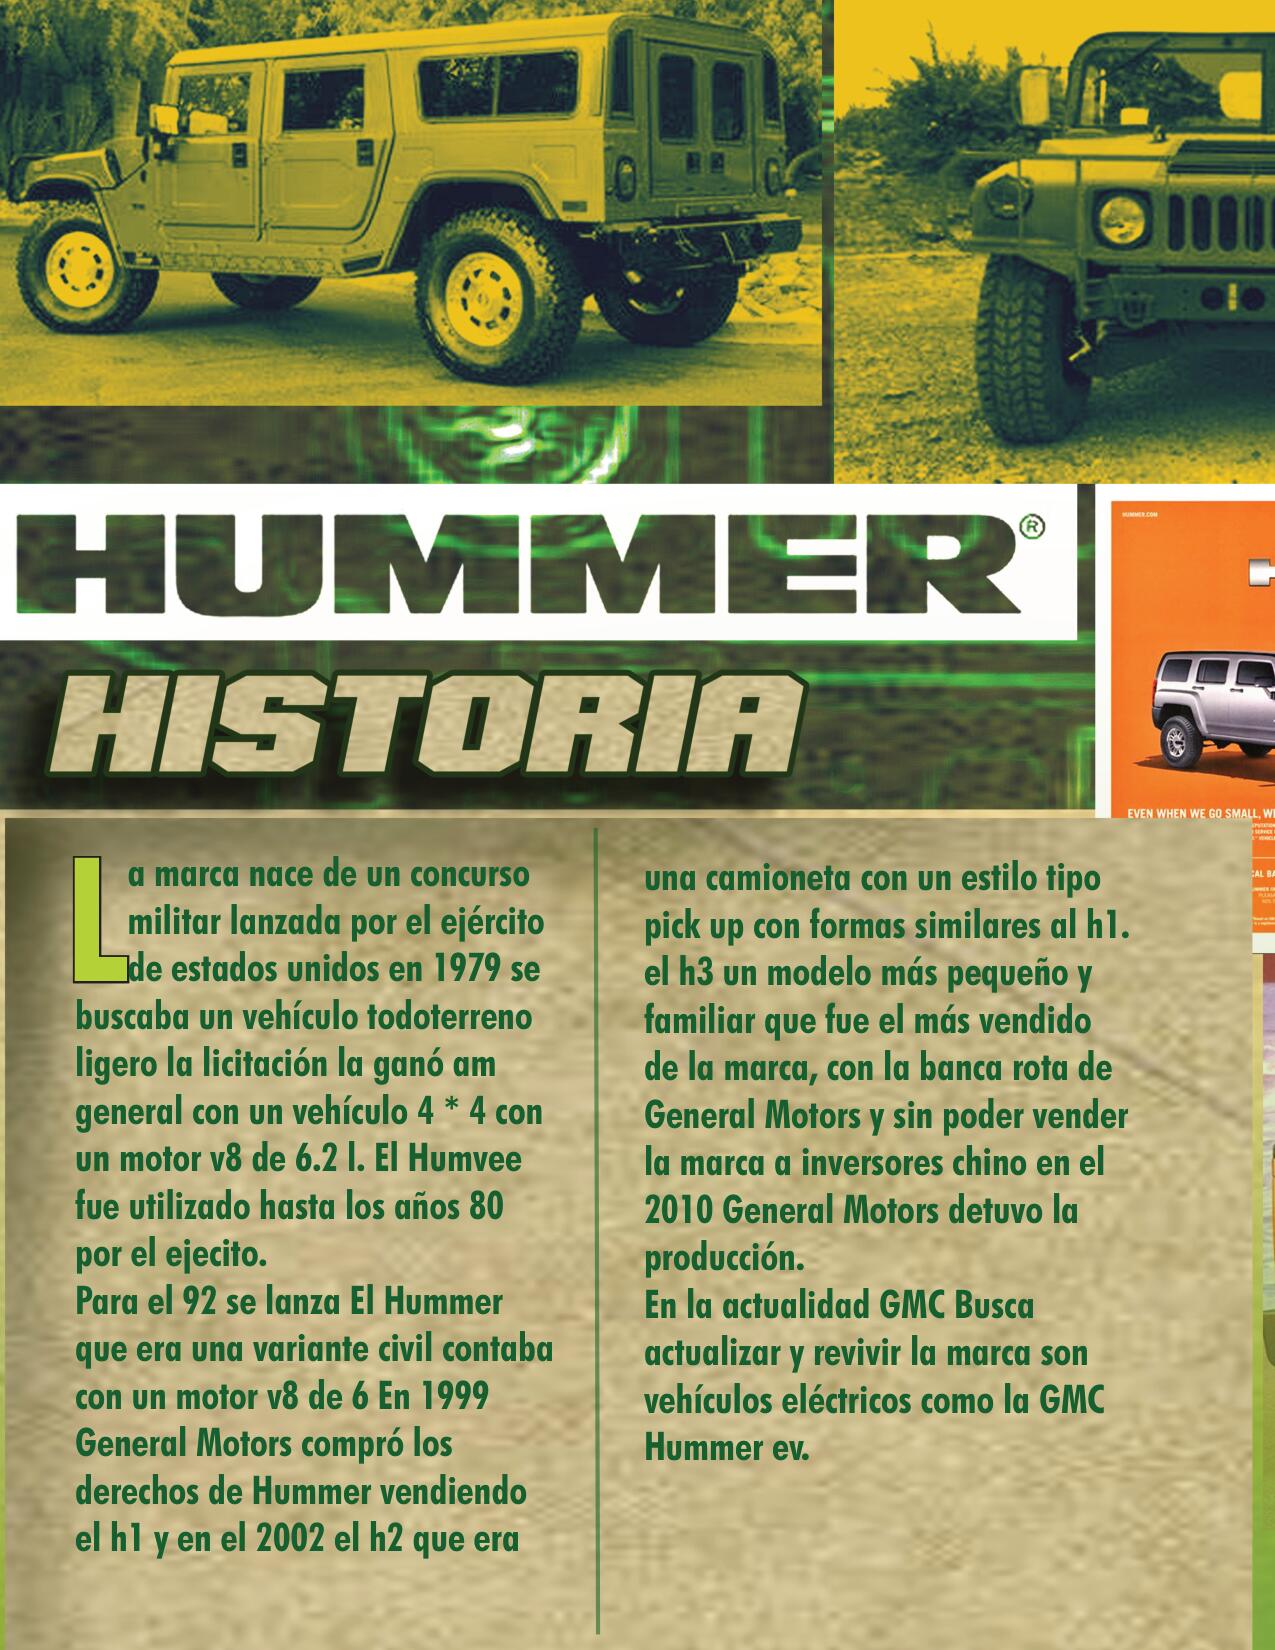 HUMMER®
HISTORIA
HUMMER.COM
EVEN WHEN WE GO SMALL,
La marca nace de un concurso
militar lanzada por el ejército
de estados unidos en 1979 se
buscaba un vehículo todoterreno
ligero la licitación la ganó am
general con un vehículo 4 * 4 con
un motor v8 de 6.2 l. El Humvee
fue utilizado hasta los años 80
por el ejecito.
Para el 92 se lanza El Hummer
que era una variante civil contaba
con un motor v8 de 6 En 1999
General Motors compró los
derechos de Hummer vendiendo
el h1 y en el 2002 el h2 que era
una camioneta con un estilo tipo
pick up con formas similares al h1.
el h3 un modelo más pequeño y
familiar que fue el más vendido
de la marca, con la banca rota de
General Motors y sin poder vender
la marca a inversores chino en el
2010 General Motors detuvo la
producción.
En la actualidad GMC Busca
actualizar y revivir la marca son
vehículos eléctricos como la GMC
Hummer ev.